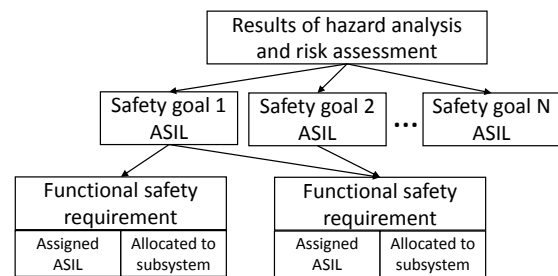 Results of hazard analysis
and risk assessment
Safety goal 1
ASIL
Safety goal 2
ASIL
...
Safety goal N
ASIL
Functional safety
requirement
Assigned
ASIL
Allocated to
subsystem
Functional safety
requirement
Assigned
ASIL
Allocated to
subsystem